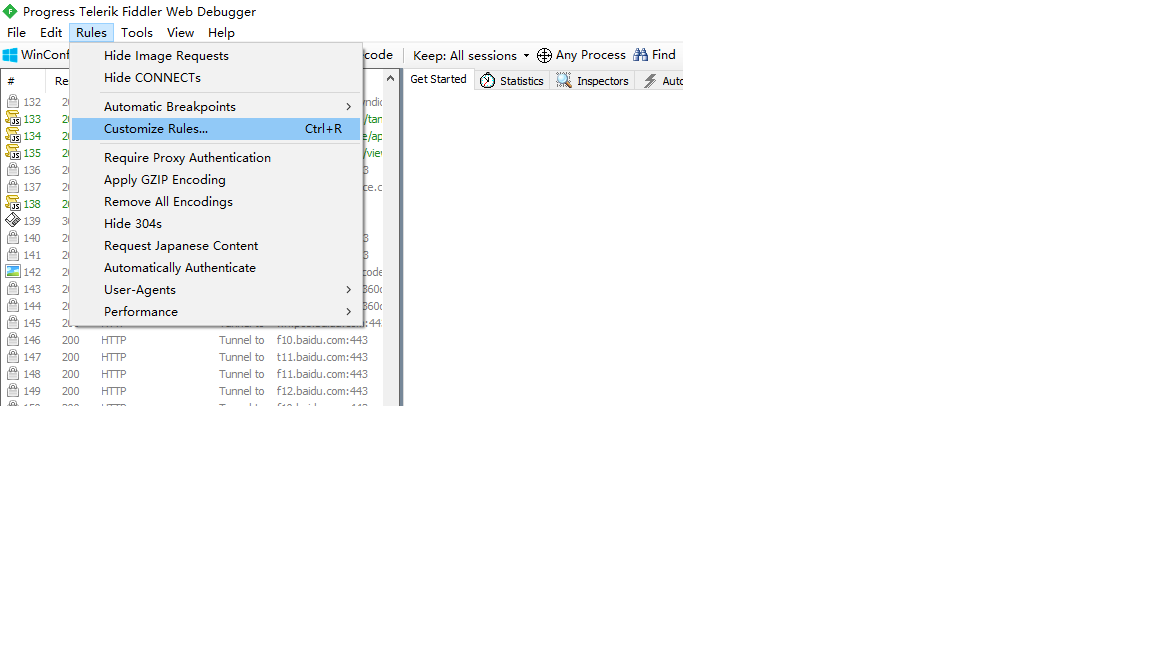 Progress Telerik Fiddler Web Debugger
File Edit Rules Tools View Help
WinConf code Keep: All sessions Any Process Find
Hide Image Requests
Hide CONNECTs
Automatic Breakpoints
Customize Rules... Ctrl+R
Require Proxy Authentication
Apply GZIP Encoding
Remove All Encodings
Hide 304s
Request Japanese Content
Automatically Authenticate
User-Agents
Performance
# Re
Get Started Statistics Inspectors Auto
132 20
133 20 /tan
134 20 e/ap
135 20 /view
136 20 3
137 20 ce.c
138 20
139 30
140 20 3
141 20 3
142 20 code
143 20 360c
144 20 360c
145
146 200 HTTP Tunnel to f10.baidu.com:443
147 200 HTTP Tunnel to t11.baidu.com:443
148 200 HTTP Tunnel to f11.baidu.com:443
149 200 HTTP Tunnel to f12.baidu.com:443